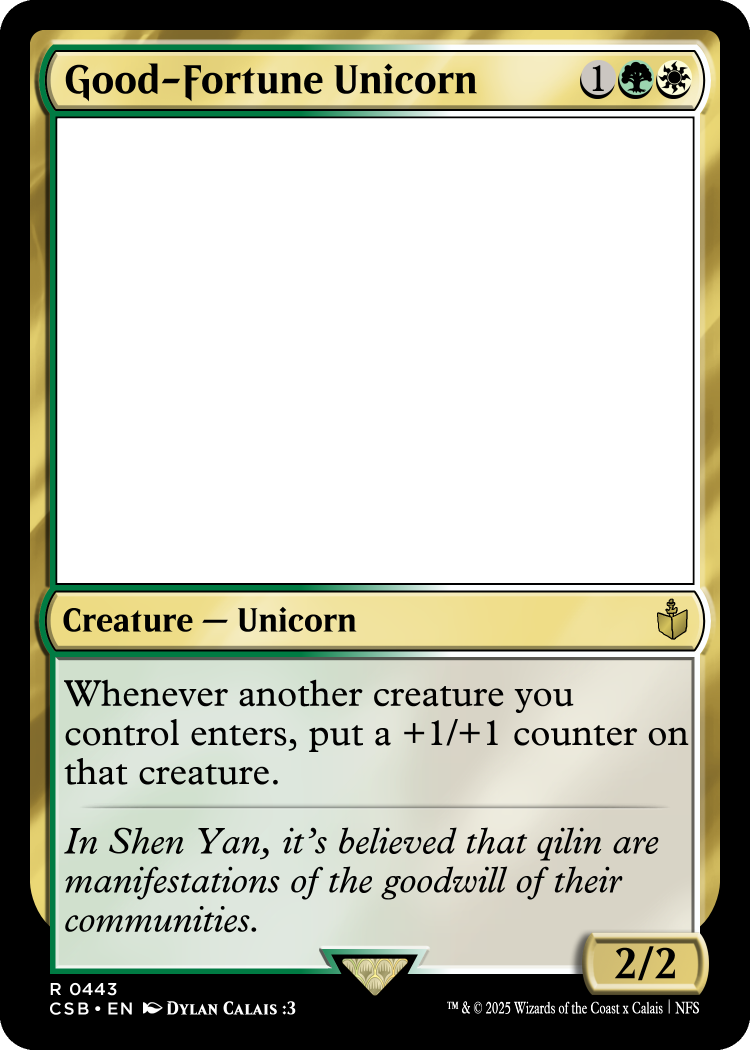 Good-Fortune Unicorn 1
Creature — Unicorn
Whenever another creature you
control enters, put a +1/+1 counter on
that creature.
In Shen Yan, it's believed that qilin are
manifestations of the goodwill of their
communities.
2/2
R 0443
CSB • EN DYLAN CALAIS :3
™ & © 2025 Wizards of the Coast x Calais | NFS